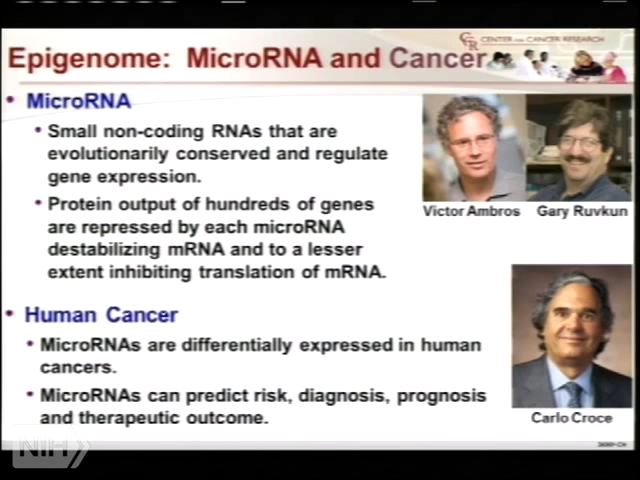 CCR CENTER FOR CANCER RESEARCH
Epigenome: MicroRNA and Cancer
• MicroRNA
• Small non-coding RNAs that are
evolutionarily conserved and regulate
gene expression.
• Protein output of hundreds of genes
are repressed by each microRNA
destabilizing mRNA and to a lesser
extent inhibiting translation of mRNA.
Victor Ambros
Gary Ruvkun
• Human Cancer
• MicroRNAs are differentially expressed in human
cancers.
• MicroRNAs can predict risk, diagnosis, prognosis
and therapeutic outcome.
Carlo Croce
NIH